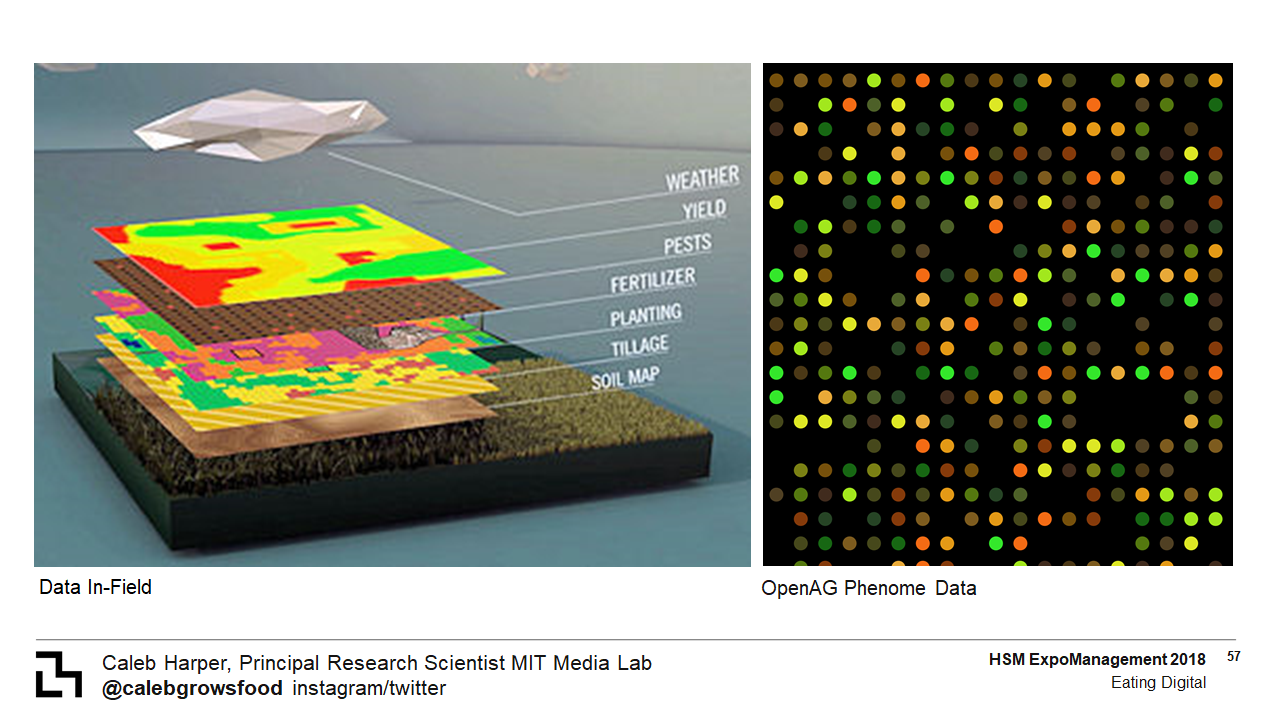 WEATHER
YIELD
PESTS
FERTILIZER
PLANTING
TILLAGE
SOIL MAP
Data In-Field
OpenAG Phenome Data
Caleb Harper, Principal Research Scientist MIT Media Lab
@calebgrowsfood instagram/twitter
HSM ExpoManagement 2018 57
Eating Digital